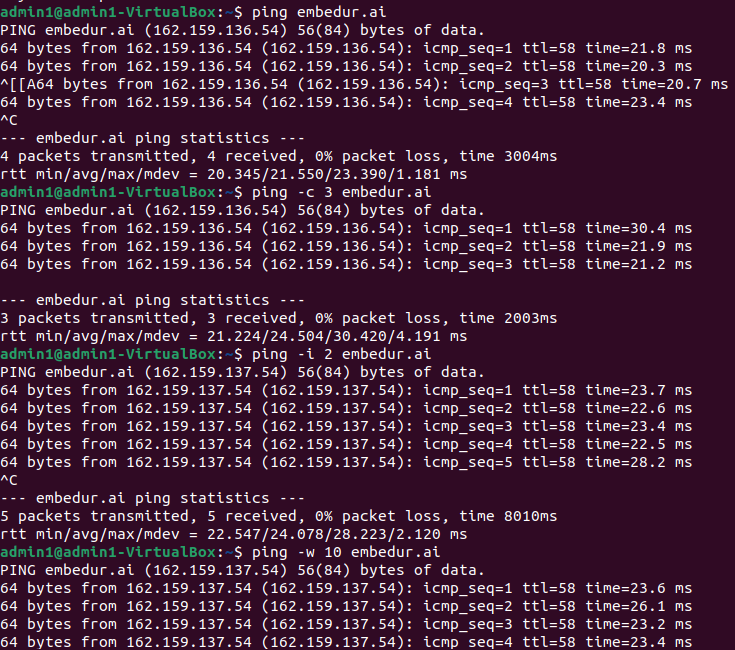 admin1@admin1-VirtualBox:~$ ping embedur.ai
PING embedur.ai (162.159.136.54) 56(84) bytes of data.
64 bytes from 162.159.136.54 (162.159.136.54): icmp_seq=1 ttl=58 time=21.8 ms
64 bytes from 162.159.136.54 (162.159.136.54): icmp_seq=2 ttl=58 time=20.3 ms
^[[A64 bytes from 162.159.136.54 (162.159.136.54): icmp_seq=3 ttl=58 time=20.7 ms
64 bytes from 162.159.136.54 (162.159.136.54): icmp_seq=4 ttl=58 time=23.4 ms
^C
--- embedur.ai ping statistics ---
4 packets transmitted, 4 received, 0% packet loss, time 3004ms
rtt min/avg/max/mdev = 20.345/21.550/23.390/1.181 ms
admin1@admin1-VirtualBox:~$ ping -c 3 embedur.ai
PING embedur.ai (162.159.136.54) 56(84) bytes of data.
64 bytes from 162.159.136.54 (162.159.136.54): icmp_seq=1 ttl=58 time=30.4 ms
64 bytes from 162.159.136.54 (162.159.136.54): icmp_seq=2 ttl=58 time=21.9 ms
64 bytes from 162.159.136.54 (162.159.136.54): icmp_seq=3 ttl=58 time=21.2 ms
--- embedur.ai ping statistics ---
3 packets transmitted, 3 received, 0% packet loss, time 2003ms
rtt min/avg/max/mdev = 21.224/24.504/30.420/4.191 ms
admin1@admin1-VirtualBox:~$ ping -i 2 embedur.ai
PING embedur.ai (162.159.137.54) 56(84) bytes of data.
64 bytes from 162.159.137.54 (162.159.137.54): icmp_seq=1 ttl=58 time=23.7 ms
64 bytes from 162.159.137.54 (162.159.137.54): icmp_seq=2 ttl=58 time=22.6 ms
64 bytes from 162.159.137.54 (162.159.137.54): icmp_seq=3 ttl=58 time=23.4 ms
64 bytes from 162.159.137.54 (162.159.137.54): icmp_seq=4 ttl=58 time=22.5 ms
64 bytes from 162.159.137.54 (162.159.137.54): icmp_seq=5 ttl=58 time=28.2 ms
^C
--- embedur.ai ping statistics ---
5 packets transmitted, 5 received, 0% packet loss, time 8010ms
rtt min/avg/max/mdev = 22.547/24.078/28.223/2.120 ms
admin1@admin1-VirtualBox:~$ ping -w 10 embedur.ai
PING embedur.ai (162.159.137.54) 56(84) bytes of data.
64 bytes from 162.159.137.54 (162.159.137.54): icmp_seq=1 ttl=58 time=23.6 ms
64 bytes from 162.159.137.54 (162.159.137.54): icmp_seq=2 ttl=58 time=26.1 ms
64 bytes from 162.159.137.54 (162.159.137.54): icmp_seq=3 ttl=58 time=23.2 ms
64 bytes from 162.159.137.54 (162.159.137.54): icmp_seq=4 ttl=58 time=23.4 ms